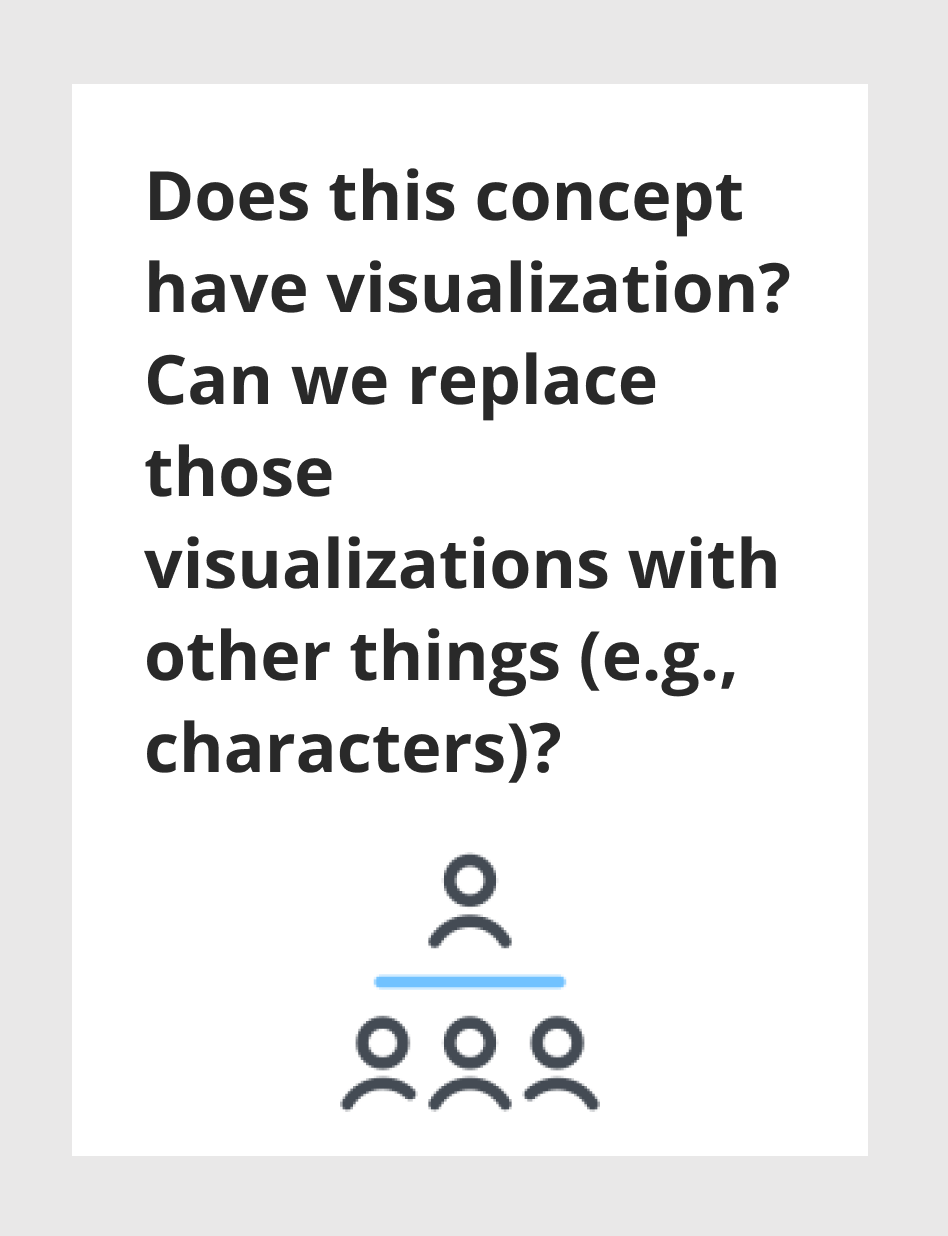 Does this concept
have visualization?
Can we replace
those
visualizations with
other things (e.g.,
characters)?